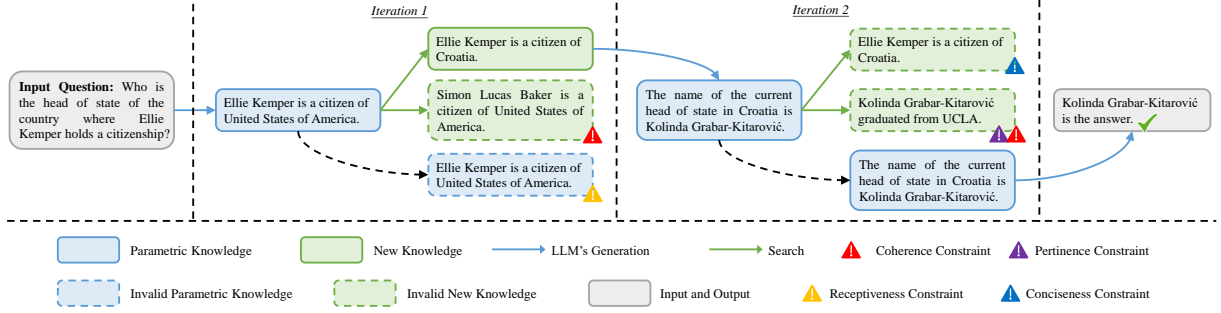 Iteration 1
Iteration 2
Input Question: Who is
the head of state of the
country where Ellie
Kemper holds a citizenship?
Ellie Kemper is a citizen of
United States of America.
Ellie Kemper is a citizen of
Croatia.
Simon Lucas Baker is a
citizen of United States of
America.
Ellie Kemper is a citizen of
United States of America.
The name of the current
head of state in Croatia is
Kolinda Grabar-Kitarović.
Ellie Kemper is a citizen of
Croatia.
Kolinda Grabar-Kitarović
graduated from UCLA.
The name of the current
head of state in Croatia is
Kolinda Grabar-Kitarović.
Kolinda Grabar-Kitarović
is the answer.
Parametric Knowledge
New Knowledge
LLM's Generation
Search
Coherence Constraint
Pertinence Constraint
Invalid Parametric Knowledge
Invalid New Knowledge
Input and Output
Receptiveness Constraint
Conciseness Constraint